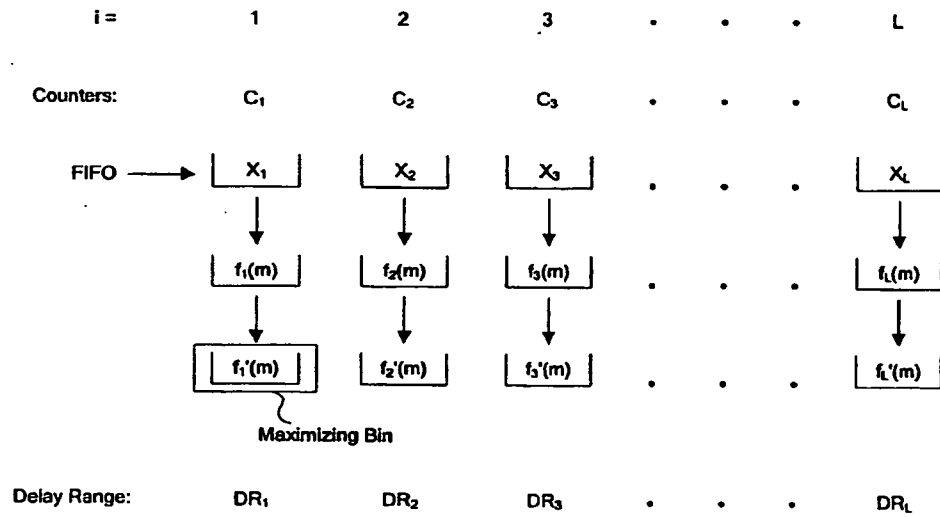 i = 1 2 3 . . . L
Counters: C₁ C₂ C₃ . . . C_L
FIFO X₁ X₂ X₃ . . . X_L
f₁(m) f₂(m) f₃(m) . . . f_L(m)
f₁'(m) f₂'(m) f₃'(m) . . . f_L'(m)
Maximizing Bin
Delay Range: DR₁ DR₂ DR₃ . . . DR_L